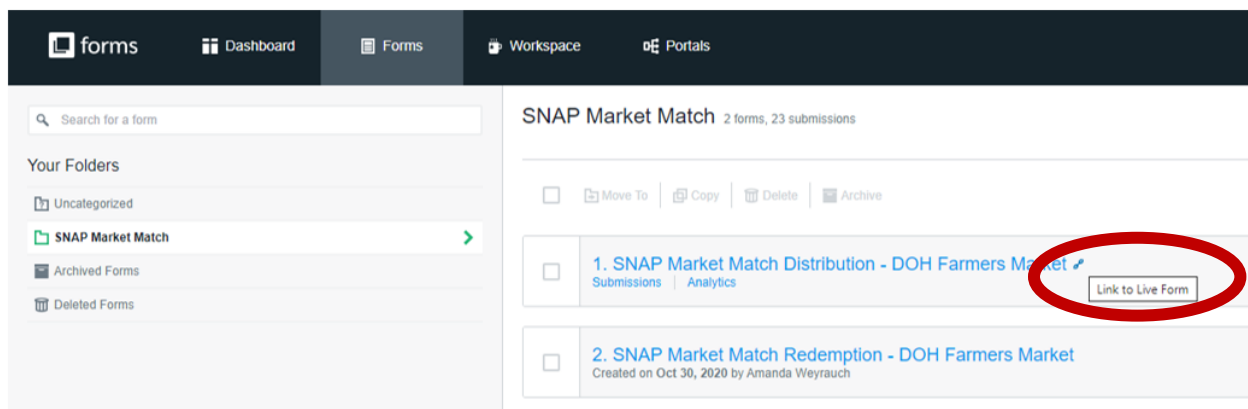 forms Dashboard Forms Workspace Portals
Search for a form
Your Folders
Uncategorized
SNAP Market Match
Archived Forms
Deleted Forms
SNAP Market Match 2 forms, 23 submissions
Move To Copy Delete Archive
1. SNAP Market Match Distribution - DOH Farmers Market
Submissions Analytics
Link to Live Form
2. SNAP Market Match Redemption - DOH Farmers Market
Created on Oct 30, 2020 by Amanda Weyrauch